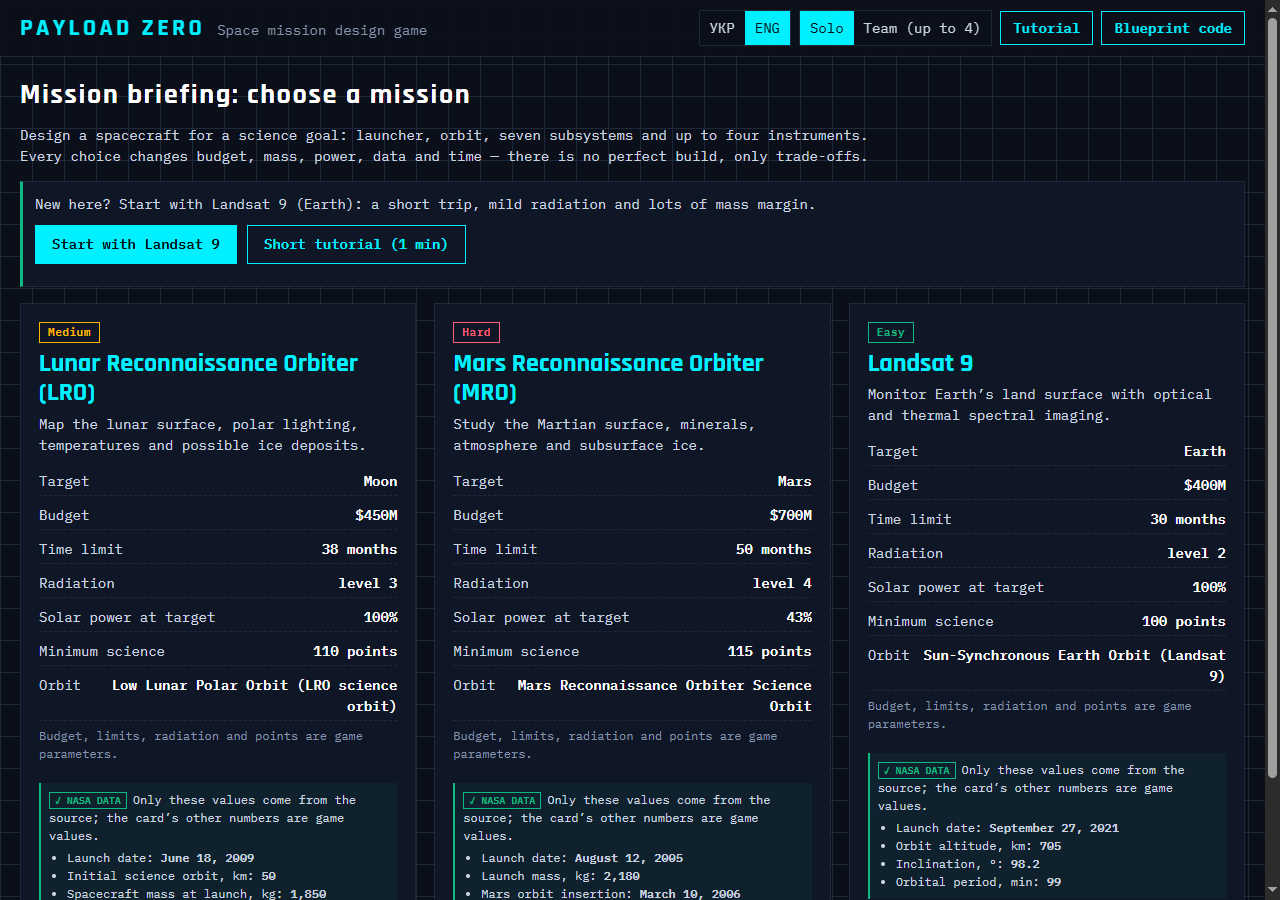 PAYLOAD ZERO Space mission design game УКР ENG Solo Team (up to 4) Tutorial Blueprint code
Mission briefing: choose a mission
Design a spacecraft for a science goal: launcher, orbit, seven subsystems and up to four instruments.
Every choice changes budget, mass, power, data and time — there is no perfect build, only trade-offs.
New here? Start with Landsat 9 (Earth): a short trip, mild radiation and lots of mass margin.
Start with Landsat 9 Short tutorial (1 min)
Medium
Lunar Reconnaissance Orbiter
(LRO)
Map the lunar surface, polar lighting,
temperatures and possible ice deposits.
Target Moon
Budget $450M
Time limit 38 months
Radiation level 3
Solar power at target 100%
Minimum science 110 points
Orbit Low Lunar Polar Orbit (LRO science
orbit)
Budget, limits, radiation and points are game
parameters.
✓ NASA DATA Only these values come from the
source; the card’s other numbers are game
values.
• Launch date: June 18, 2009
• Initial science orbit, km: 50
• Spacecraft mass at launch, kg: 1,850
Hard
Mars Reconnaissance Orbiter
(MRO)
Study the Martian surface, minerals,
atmosphere and subsurface ice.
Target Mars
Budget $700M
Time limit 50 months
Radiation level 4
Solar power at target 43%
Minimum science 115 points
Orbit Mars Reconnaissance Orbiter Science
Orbit
Budget, limits, radiation and points are game
parameters.
✓ NASA DATA Only these values come from the
source; the card’s other numbers are game
values.
• Launch date: August 12, 2005
• Launch mass, kg: 2,180
• Mars orbit insertion: March 10, 2006
Easy
Landsat 9
Monitor Earth’s land surface with optical
and thermal spectral imaging.
Target Earth
Budget $400M
Time limit 30 months
Radiation level 2
Solar power at target 100%
Minimum science 100 points
Orbit Sun-Synchronous Earth Orbit (Landsat
9)
Budget, limits, radiation and points are game
parameters.
✓ NASA DATA Only these values come from the
source; the card’s other numbers are game
values.
• Launch date: September 27, 2021
• Orbit altitude, km: 705
• Inclination, °: 98.2
• Orbital period, min: 99